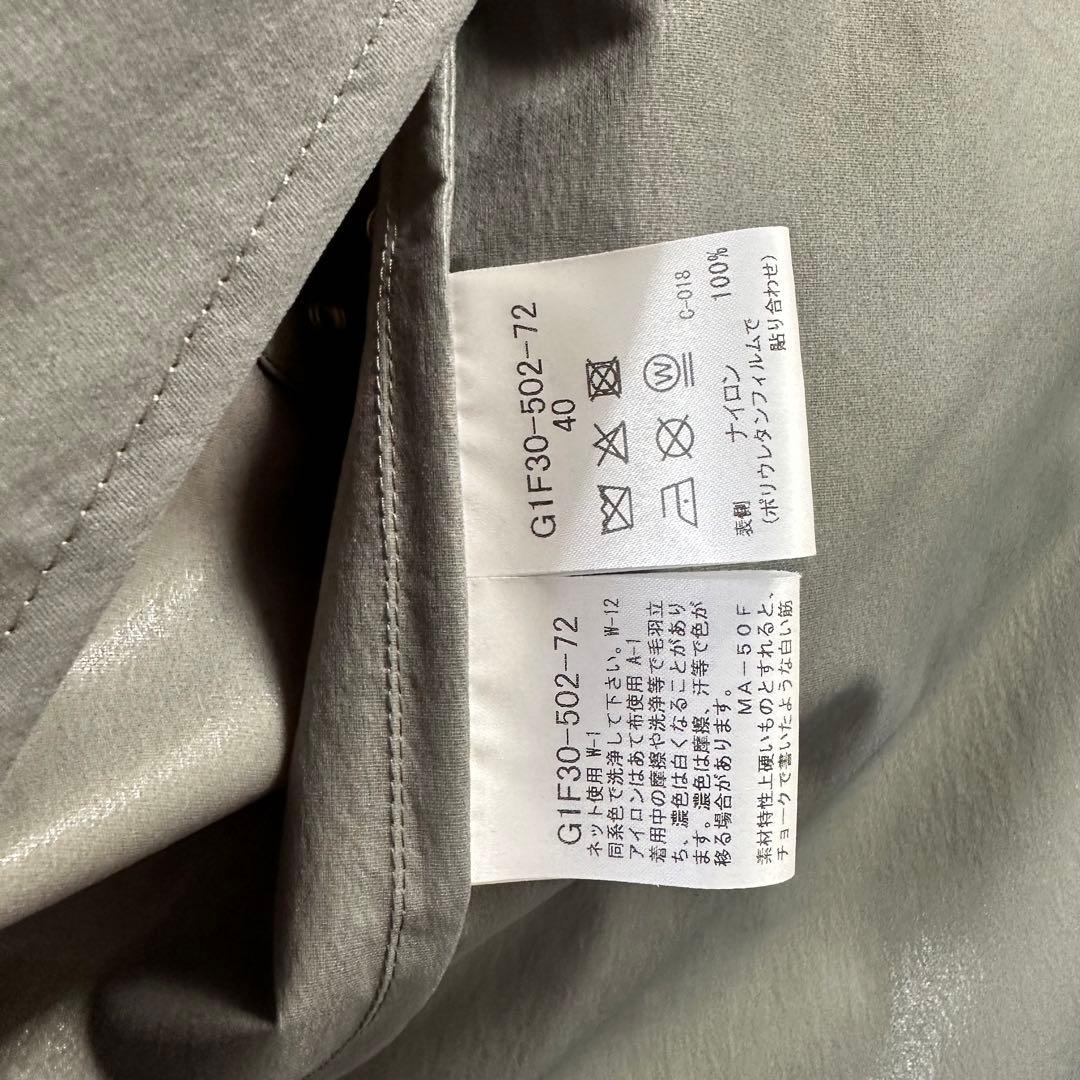 G1F30-502-72
40
W
C-018
表側
ナイロン 100%
(ポリウレタンフィルムで
貼り合わせ)
G1F30-502-72
ネット使用 W-1
同系色で洗浄して下さい。W-12
アイロンはあて布使用 A-1
着用中の摩擦や洗浄等で毛羽立
ち、濃色は白くなることがあり
ます。濃色は摩擦、汗等で色が
移る場合があります。
MA-50F
素材特性上硬いものとすれると、
チョークで書いたような白い筋